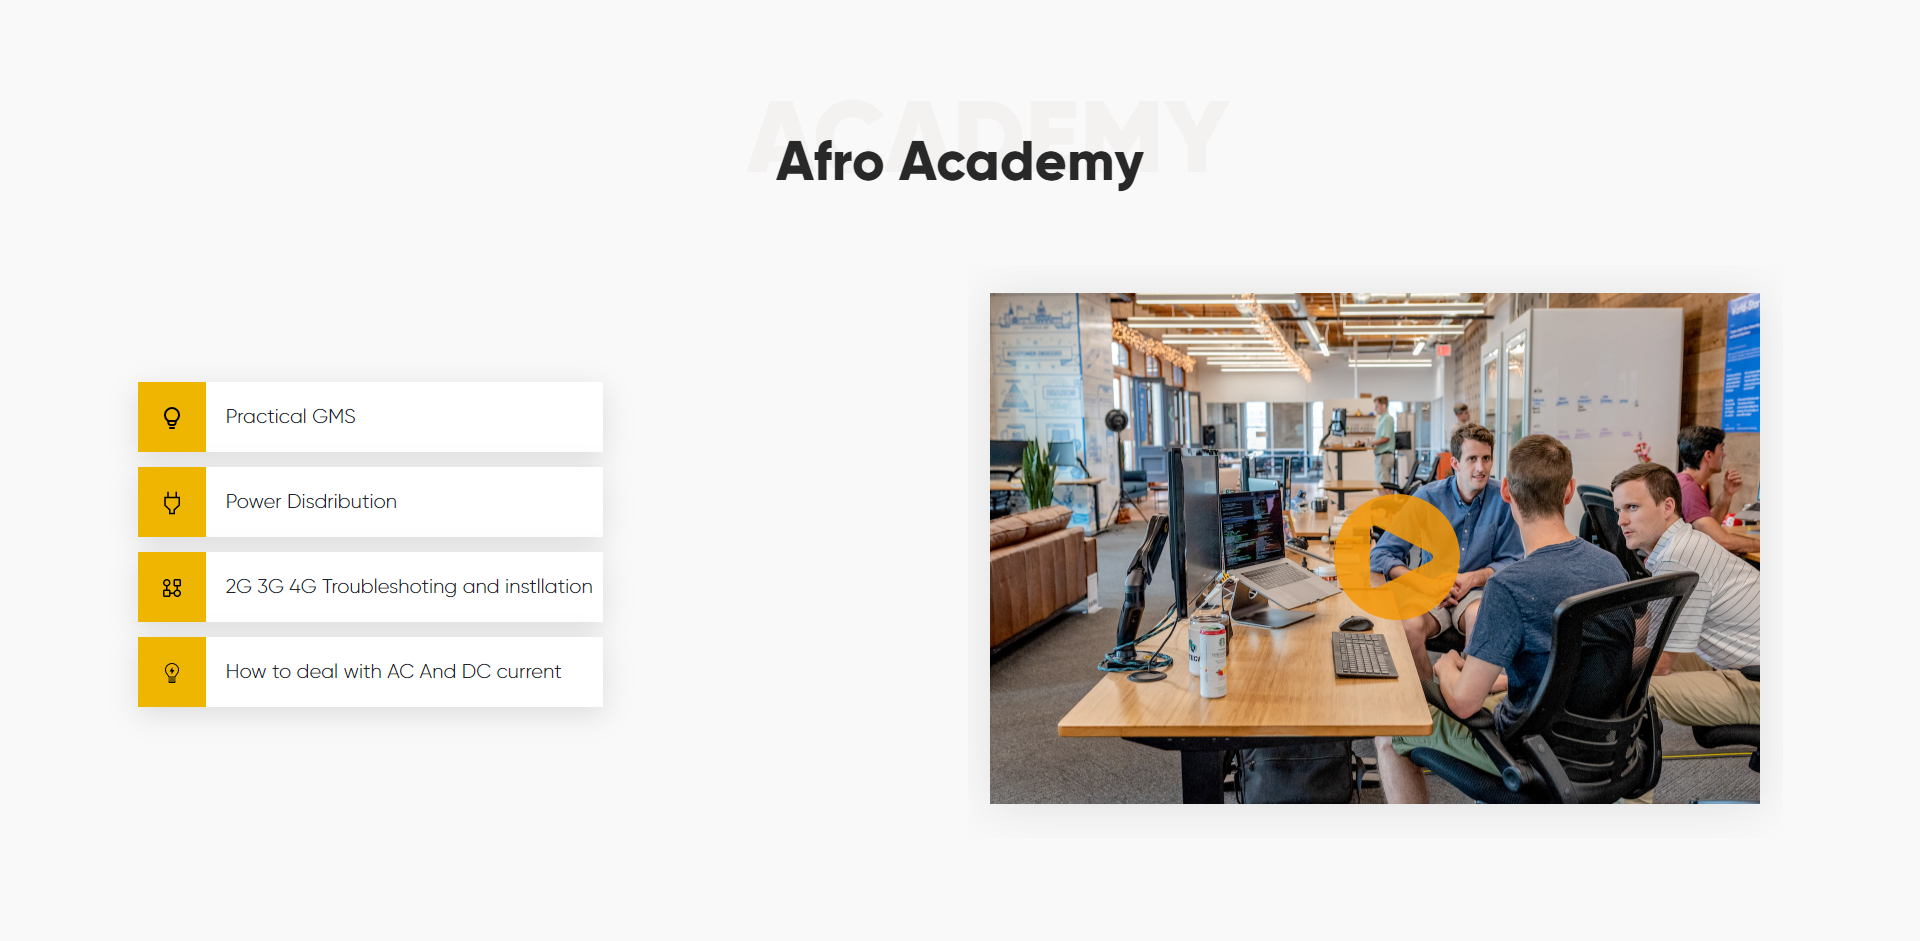 ACADEMY
Afro Academy
Practical GMS
Power Disdribution
2G 3G 4G Troubleshoting and instllation
How to deal with AC And DC current